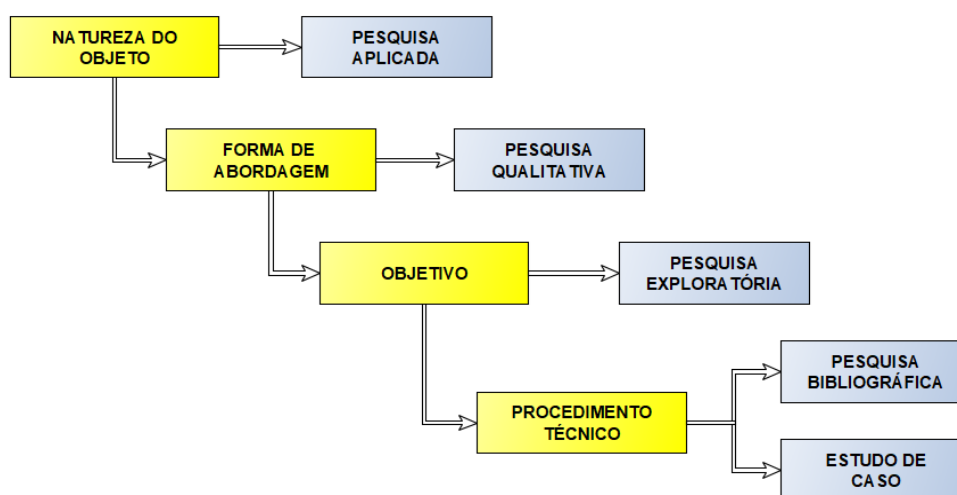 NATUREZA DO
OBJETO
PESQUISA
APLICADA
FORMA DE
ABORDAGEM
PESQUISA
QUALITATIVA
OBJETIVO
PESQUISA
EXPLORATÓRIA
PROCEDIMENTO
TÉCNICO
PESQUISA
BIBLIOGRÁFICA
ESTUDO DE
CASO